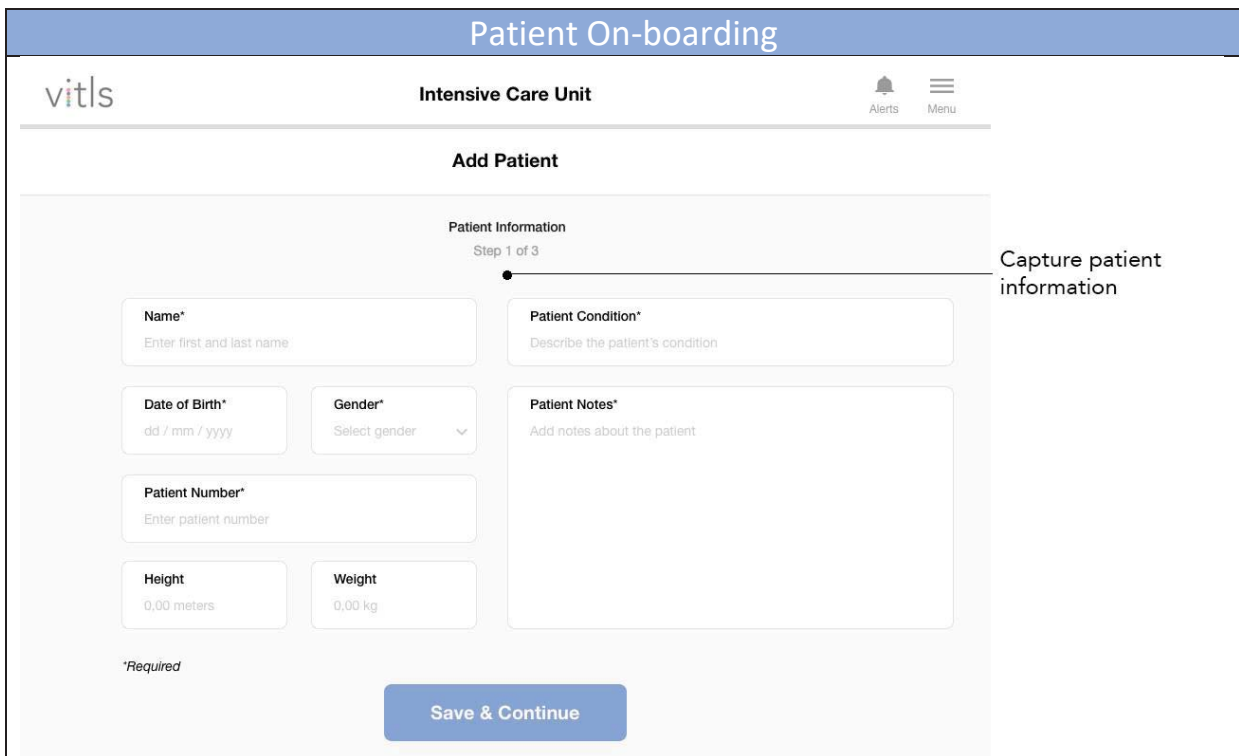 Patient On-boarding
vitls
Intensive Care Unit
Alerts
Menu
Add Patient
Patient Information
Step 1 of 3
Capture patient
information
Name*
Enter first and last name
Patient Condition*
Describe the patient's condition
Date of Birth*
dd / mm / yyyy
Gender*
Select gender
Patient Notes*
Add notes about the patient
Patient Number*
Enter patient number
Height
0,00 meters
Weight
0,00 kg
*Required
Save & Continue